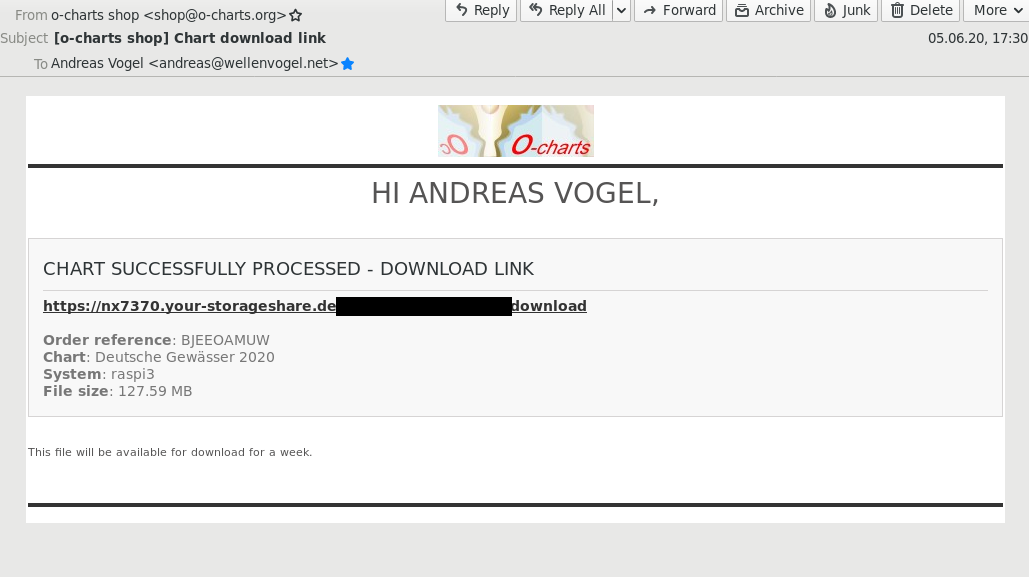 From o-charts shop <shop@o-charts.org>
Reply Reply All Forward Archive Junk Delete More
Subject [o-charts shop] Chart download link 05.06.20, 17:30
To Andreas Vogel <andreas@wellenvogel.net>
O-charts
HI ANDREAS VOGEL,
CHART SUCCESSFULLY PROCESSED - DOWNLOAD LINK
https://nx7370.your-storageshare.de download
Order reference: BJEEOAMUW
Chart: Deutsche Gewässer 2020
System: raspi3
File size: 127.59 MB
This file will be available for download for a week.